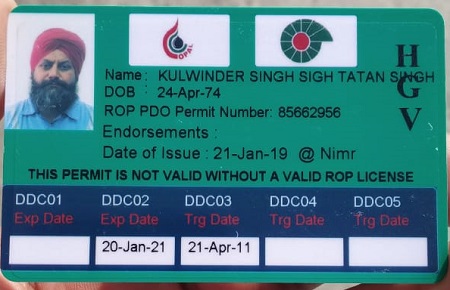 OPAL
Name: KULWINDER SINGH SIGH TATAN SINGH
DOB : 24-Apr-74
ROP PDO Permit Number: 85662956
Endorsements :
Date of Issue : 21-Jan-19 @ Nimr
HGV
THIS PERMIT IS NOT VALID WITHOUT A VALID ROP LICENSE
DDC01 DDC02 DDC03 DDC04 DDC05
Exp Date Exp Date Trg Date Trg Date Trg Date
20-Jan-21 21-Apr-11